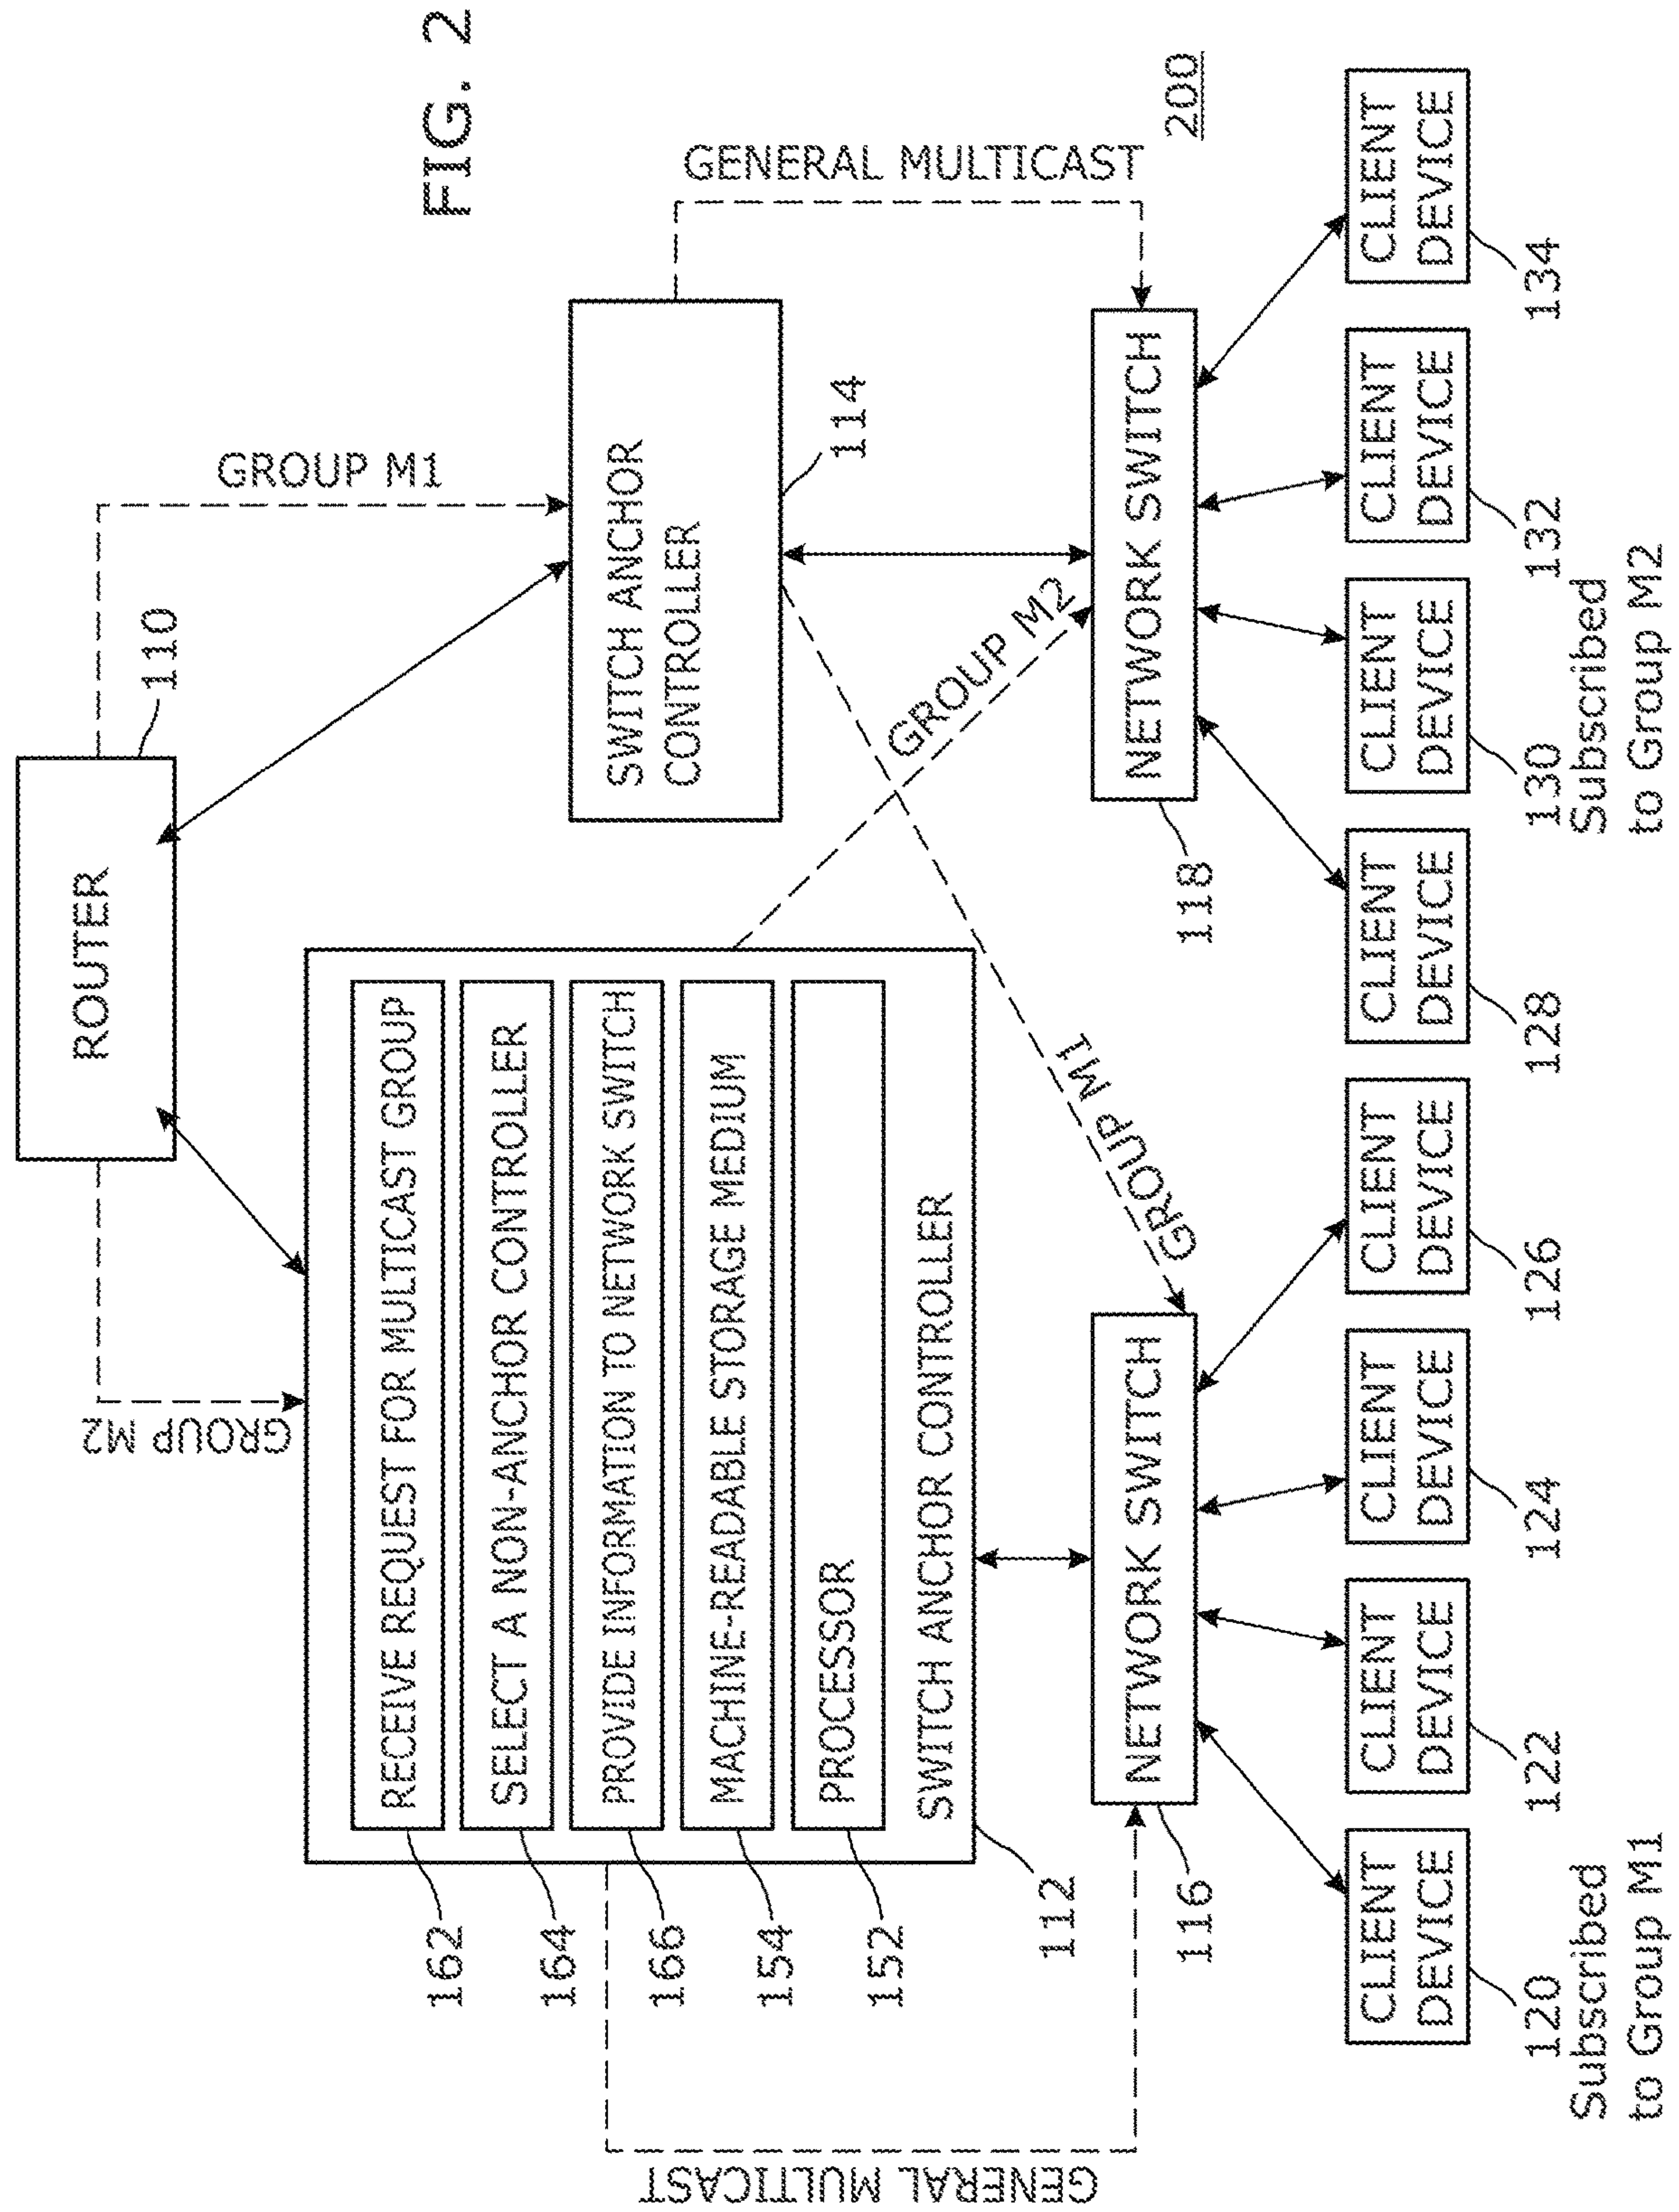 FIG. 2
200
ROUTER
110
GROUP M2
GROUP M1
RECEIVE REQUEST FOR MULTICAST GROUP
162
SELECT A NON-ANCHOR CONTROLLER
164
PROVIDE INFORMATION TO NETWORK SWITCH
166
MACHINE-READABLE STORAGE MEDIUM
154
PROCESSOR
152
SWITCH ANCHOR CONTROLLER
112
SWITCH ANCHOR
CONTROLLER
114
GENERAL MULTICAST
GENERAL MULTICAST
GROUP M2
GROUP M1
NETWORK SWITCH
116
NETWORK SWITCH
118
CLIENT
DEVICE
120
Subscribed
to Group M1
CLIENT
DEVICE
122
CLIENT
DEVICE
124
CLIENT
DEVICE
126
CLIENT
DEVICE
128
CLIENT
DEVICE
130
Subscribed
to Group M2
CLIENT
DEVICE
132
CLIENT
DEVICE
134